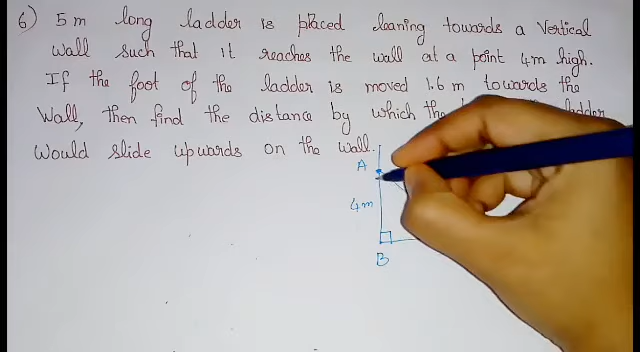 6) 5 m long ladder is placed leaning towards a vertical
wall such that it reaches the wall at a point 4m high.
If the foot of the ladder is moved 1.6 m towards the
wall, then find the distance by which the ladder
would slide upwards on the wall.
A
4m
B